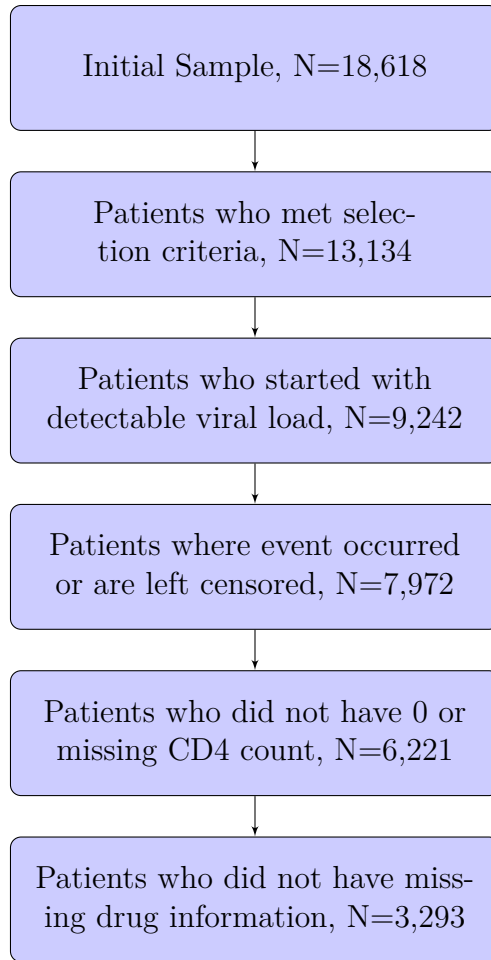 Initial Sample, N=18,618
Patients who met selec-
tion criteria, N=13,134
Patients who started with
detectable viral load, N=9,242
Patients where event occurred
or are left censored, N=7,972
Patients who did not have 0 or
missing CD4 count, N=6,221
Patients who did not have miss-
ing drug information, N=3,293